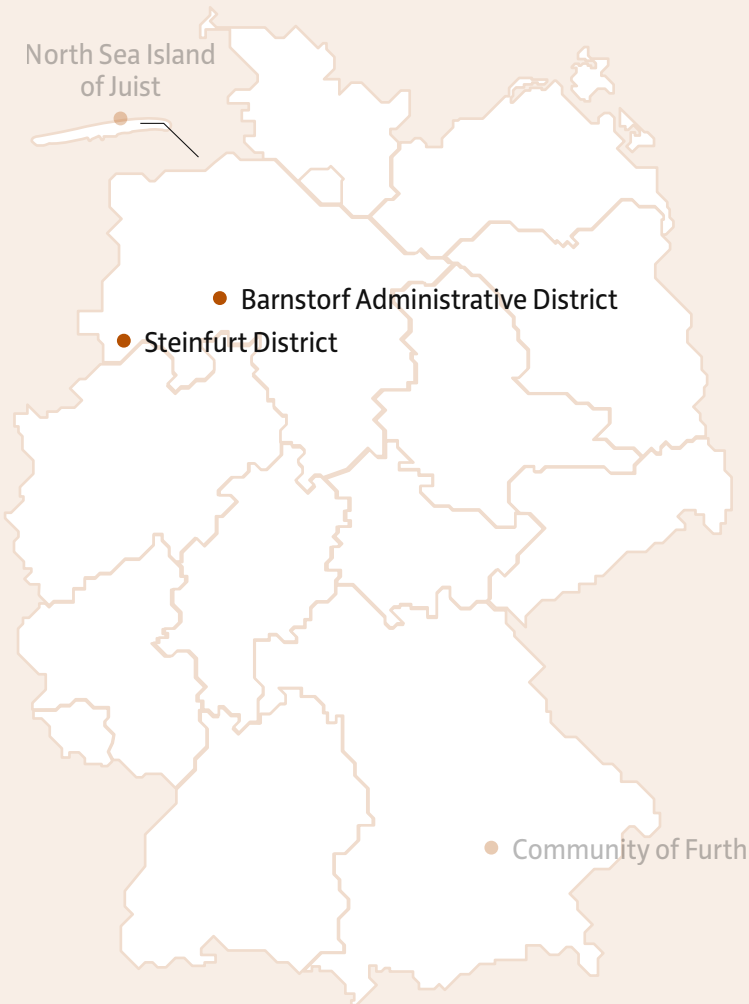 North Sea Island
of Juist
Barnstorf Administrative District
Steinfurt District
Community of Furth